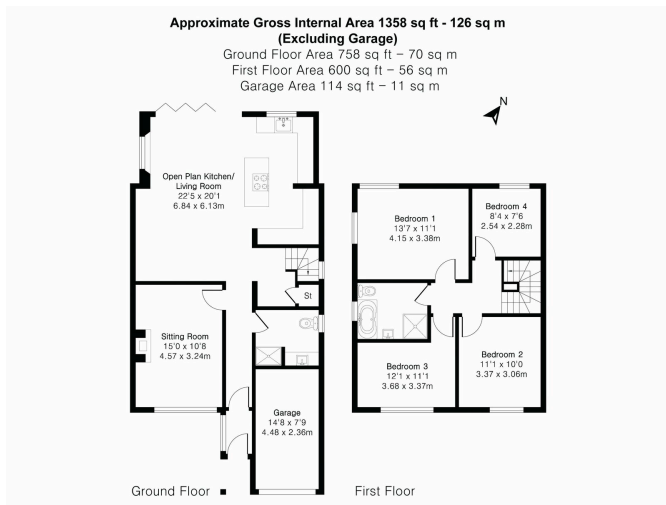 Approximate Gross Internal Area 1358 sq ft - 126 sq m
(Excluding Garage)
Ground Floor Area 758 sq ft – 70 sq m
First Floor Area 600 sq ft – 56 sq m
Garage Area 114 sq ft – 11 sq m
N
Open Plan Kitchen/
Living Room
22'5 x 20'1
6.84 x 6.13m
St
Sitting Room
15'0 x 10'8
4.57 x 3.24m
Garage
14'8 x 7'9
4.48 x 2.36m
Ground Floor
Bedroom 1
13'7 x 11'1
4.15 x 3.38m
Bedroom 4
8'4 x 7'6
2.54 x 2.28m
Bedroom 3
12'1 x 11'1
3.68 x 3.37m
Bedroom 2
11'1 x 10'0
3.37 x 3.06m
First Floor